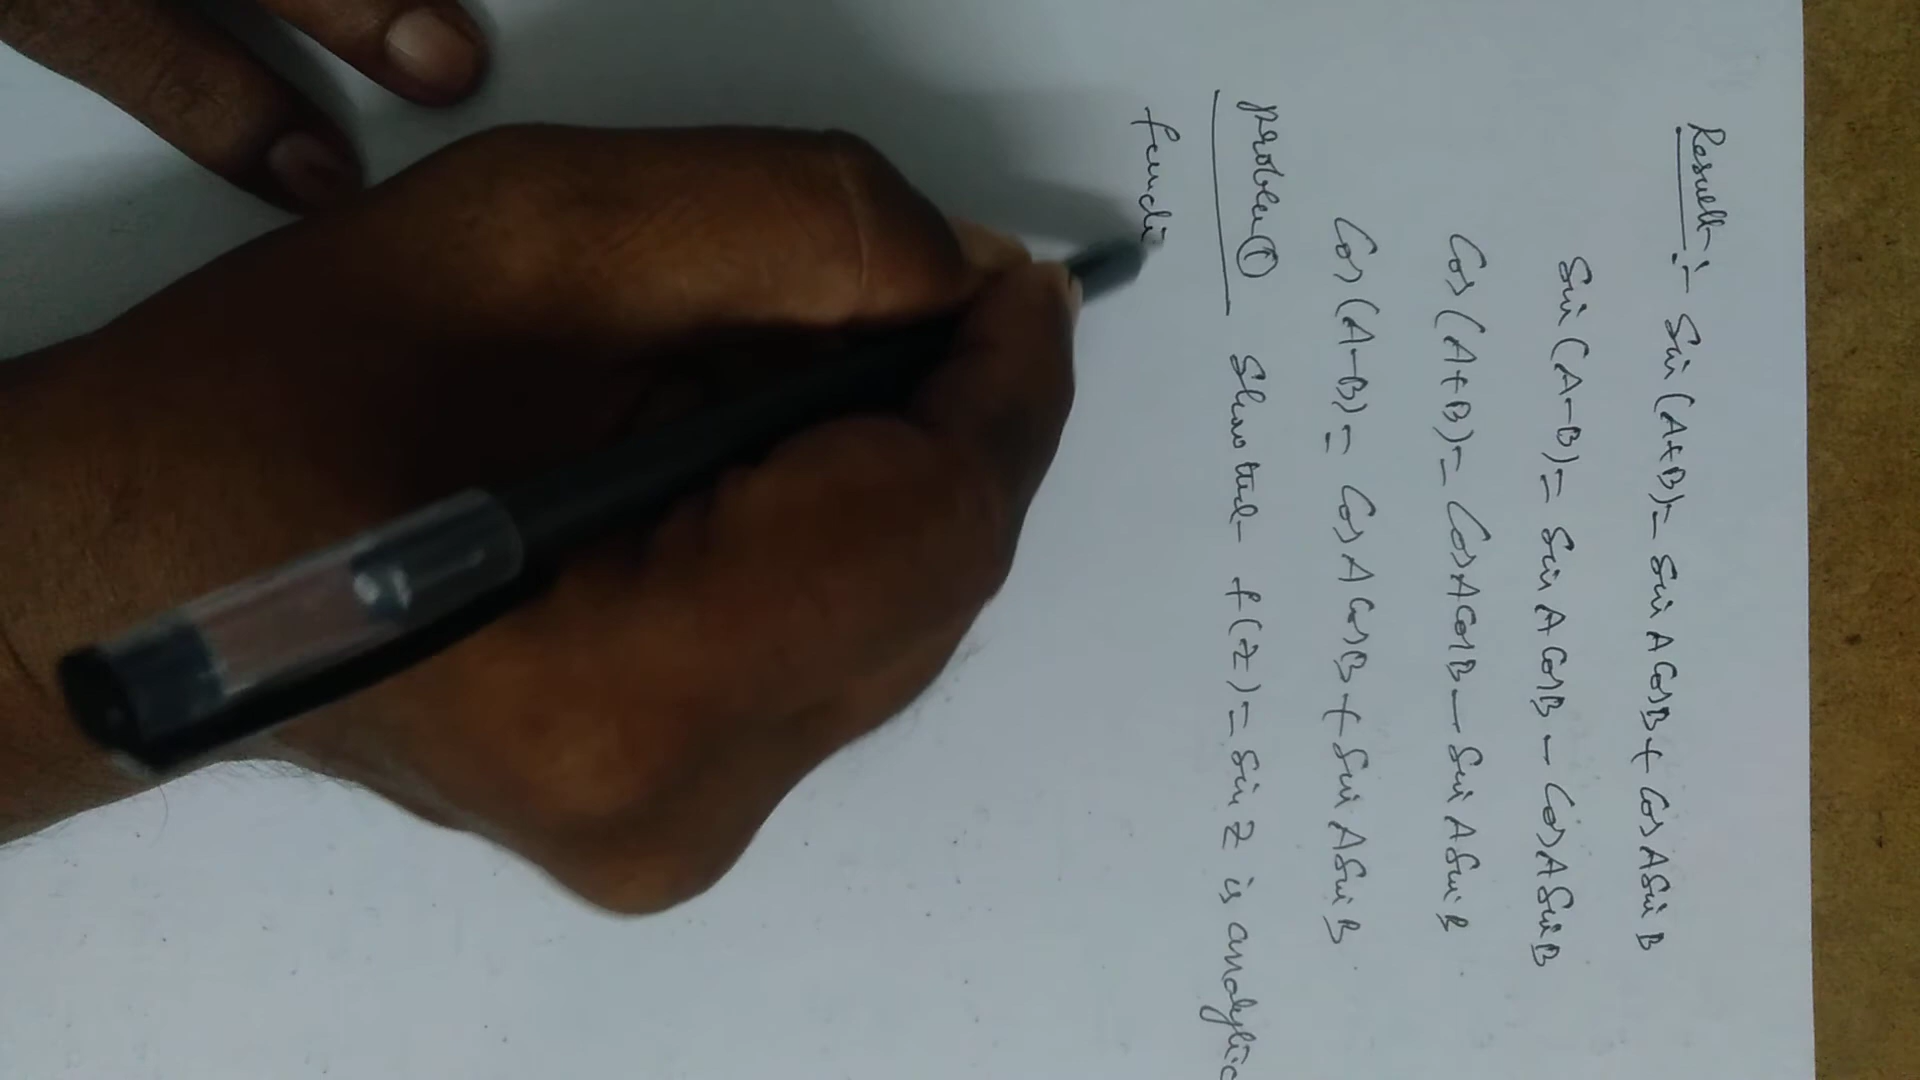 Result :- Sin (A+B) = Sin A Cos B + Cos A Sin B
Sin (A-B) = Sin A Cos B - Cos A Sin B
Cos (A+B) = Cos A Cos B - Sin A Sin B
Cos (A-B) = Cos A Cos B + Sin A Sin B
Problem ① Show that f(z) = Sin z is analytic
functi